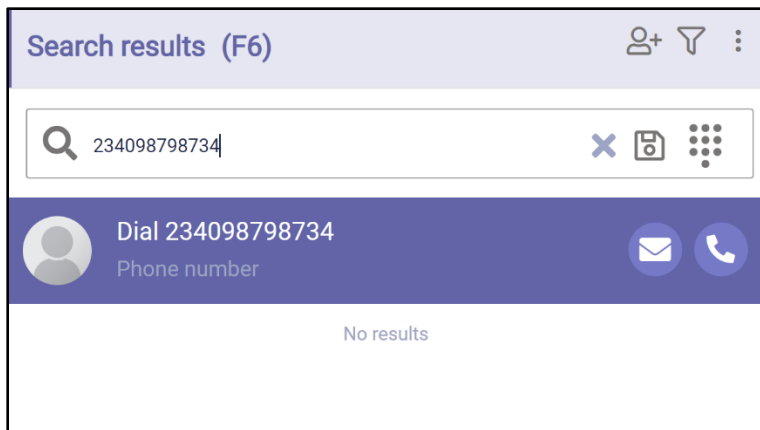 Search results (F6)
234098798734
Dial 234098798734
Phone number
No results